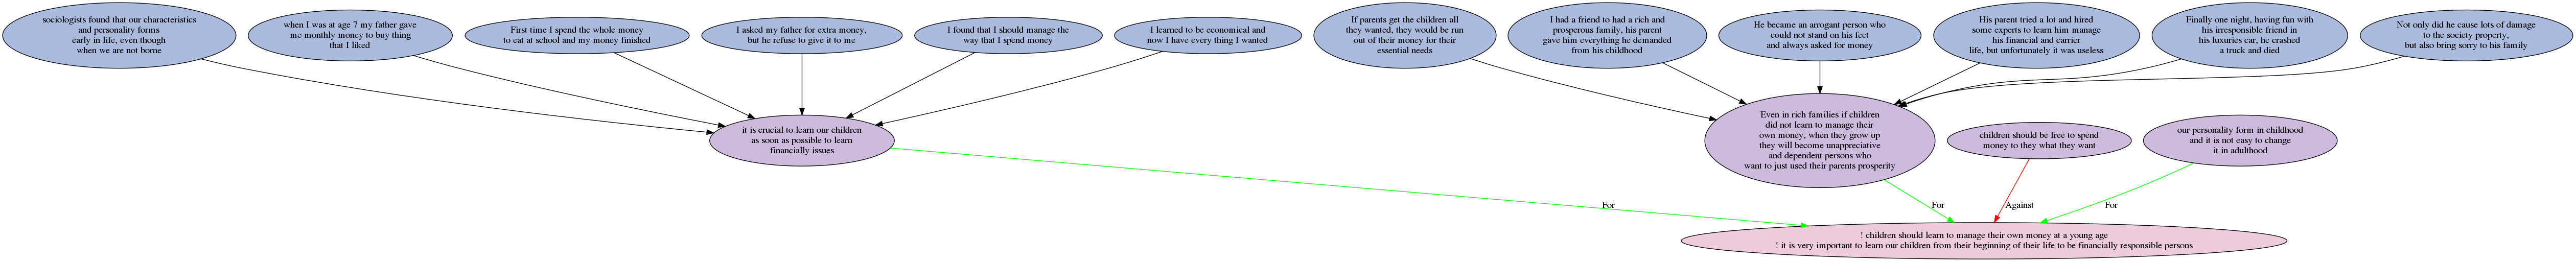 sociologists found that our characteristics
and personality forms
early in life, even though
when we are not borne
when I was at age 7 my father gave
me monthly money to buy thing
that I liked
First time I spend the whole money
to eat at school and my money finished
I asked my father for extra money,
but he refuse to give it to me
I found that I should manage the
way that I spend money
I learned to be economical and
now I have every thing I wanted
If parents get the children all
they wanted, they would be run
out of their money for their
essential needs
I had a friend to had a rich and
prosperous family, his parent
gave him everything he demanded
from his childhood
He became an arrogant person who
could not stand on his feet
and always asked for money
His parent tried a lot and hired
some experts to learn him manage
his financial and carrier
life, but unfortunately it was useless
Finally one night, having fun with
his irresponsible friend in
his luxuries car, he crashed
a truck and died
Not only did he cause lots of damage
to the society property,
but also bring sorry to his family
it is crucial to learn our children
as soon as possible to learn
financially issues
Even in rich families if children
did not learn to manage their
own money, when they grow up
they will become unappreciative
and dependent persons who
want to just used their parents prosperity
children should be free to spend
money to they what they want
our personality form in childhood
and it is not easy to change
it in adulthood
For
For
Against
For
! children should learn to manage their own money at a young age
! it is very important to learn our children from their beginning of their life to be financially responsible persons